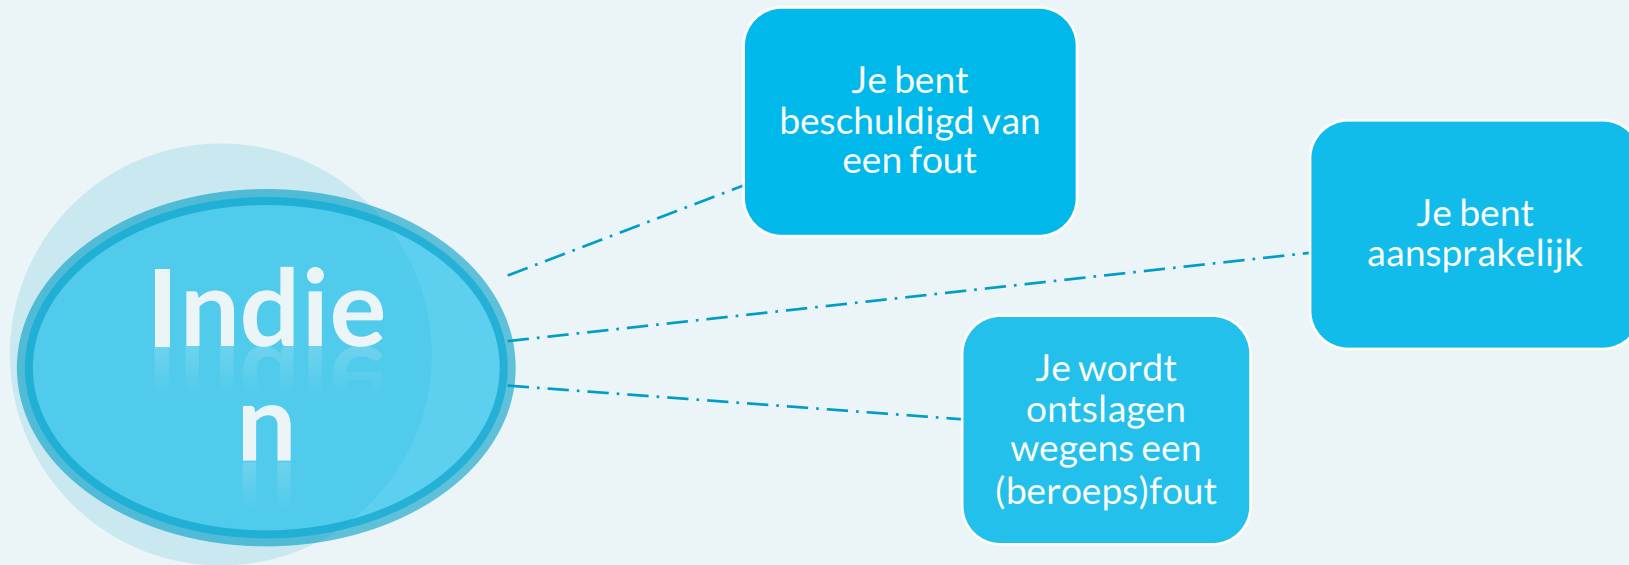 Indie
n
Je bent
beschuldigd van
een fout
Je bent
aansprakelijk
Je wordt
ontslagen
wegens een
(beroeps)fout